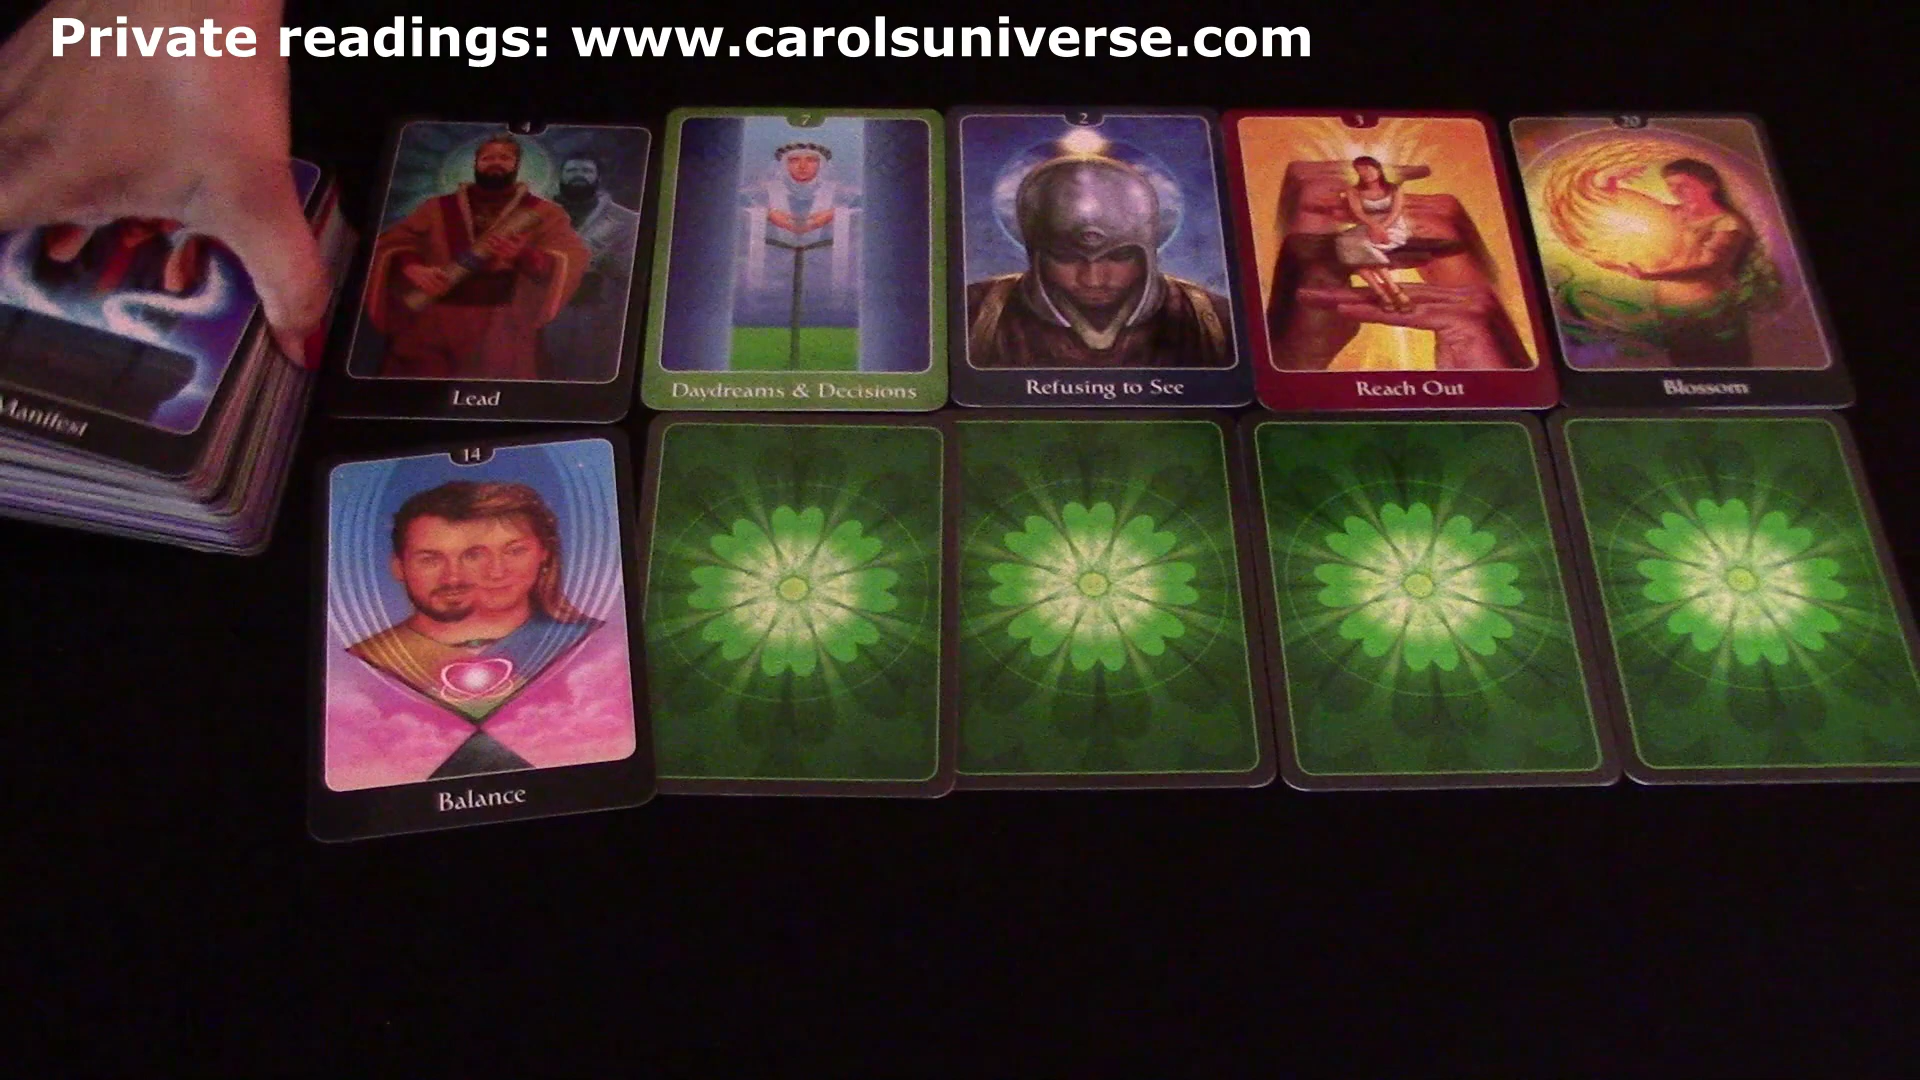 Private readings: www.carolsuniverse.com
4
7
2
3
20
Lead
Daydreams & Decisions
Refusing to See
Reach Out
Blossom
Manifest
14
Balance